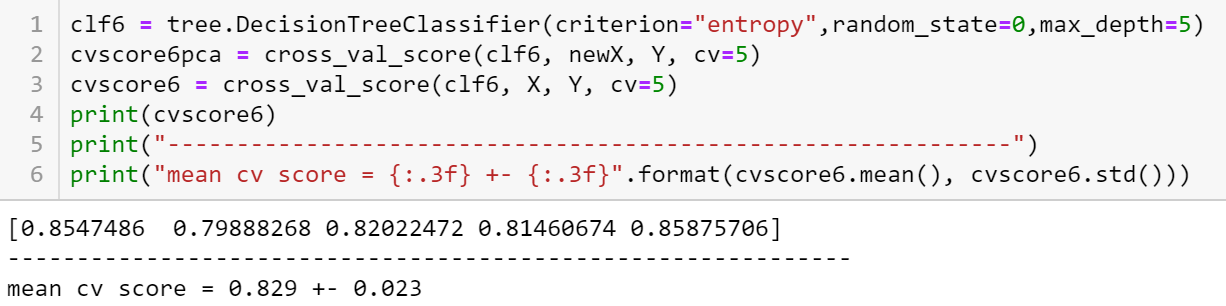 1 clf6 = tree.DecisionTreeClassifier(criterion="entropy",random_state=0,max_depth=5)
2 cvscore6pca = cross_val_score(clf6, newX, Y, cv=5)
3 cvscore6 = cross_val_score(clf6, X, Y, cv=5)
4 print(cvscore6)
5 print("-------------------------------------------------------------")
6 print("mean cv score = {:.3f} +- {:.3f}".format(cvscore6.mean(), cvscore6.std()))
[0.8547486  0.79888268 0.82022472 0.81460674 0.85875706]
-------------------------------------------------------------
mean cv score = 0.829 +- 0.023